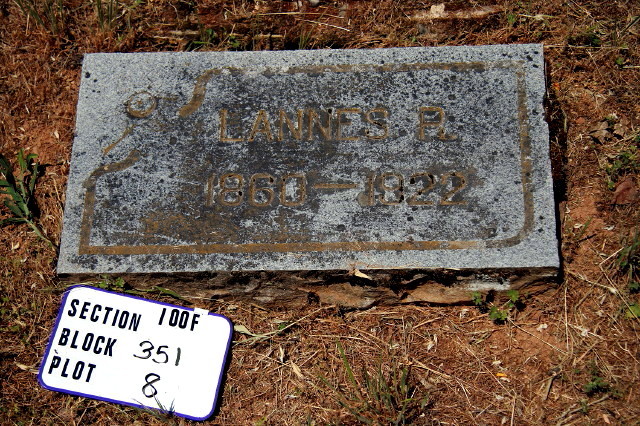 LANNES R.
1860—1922
SECTION 100F
BLOCK 351
PLOT 8